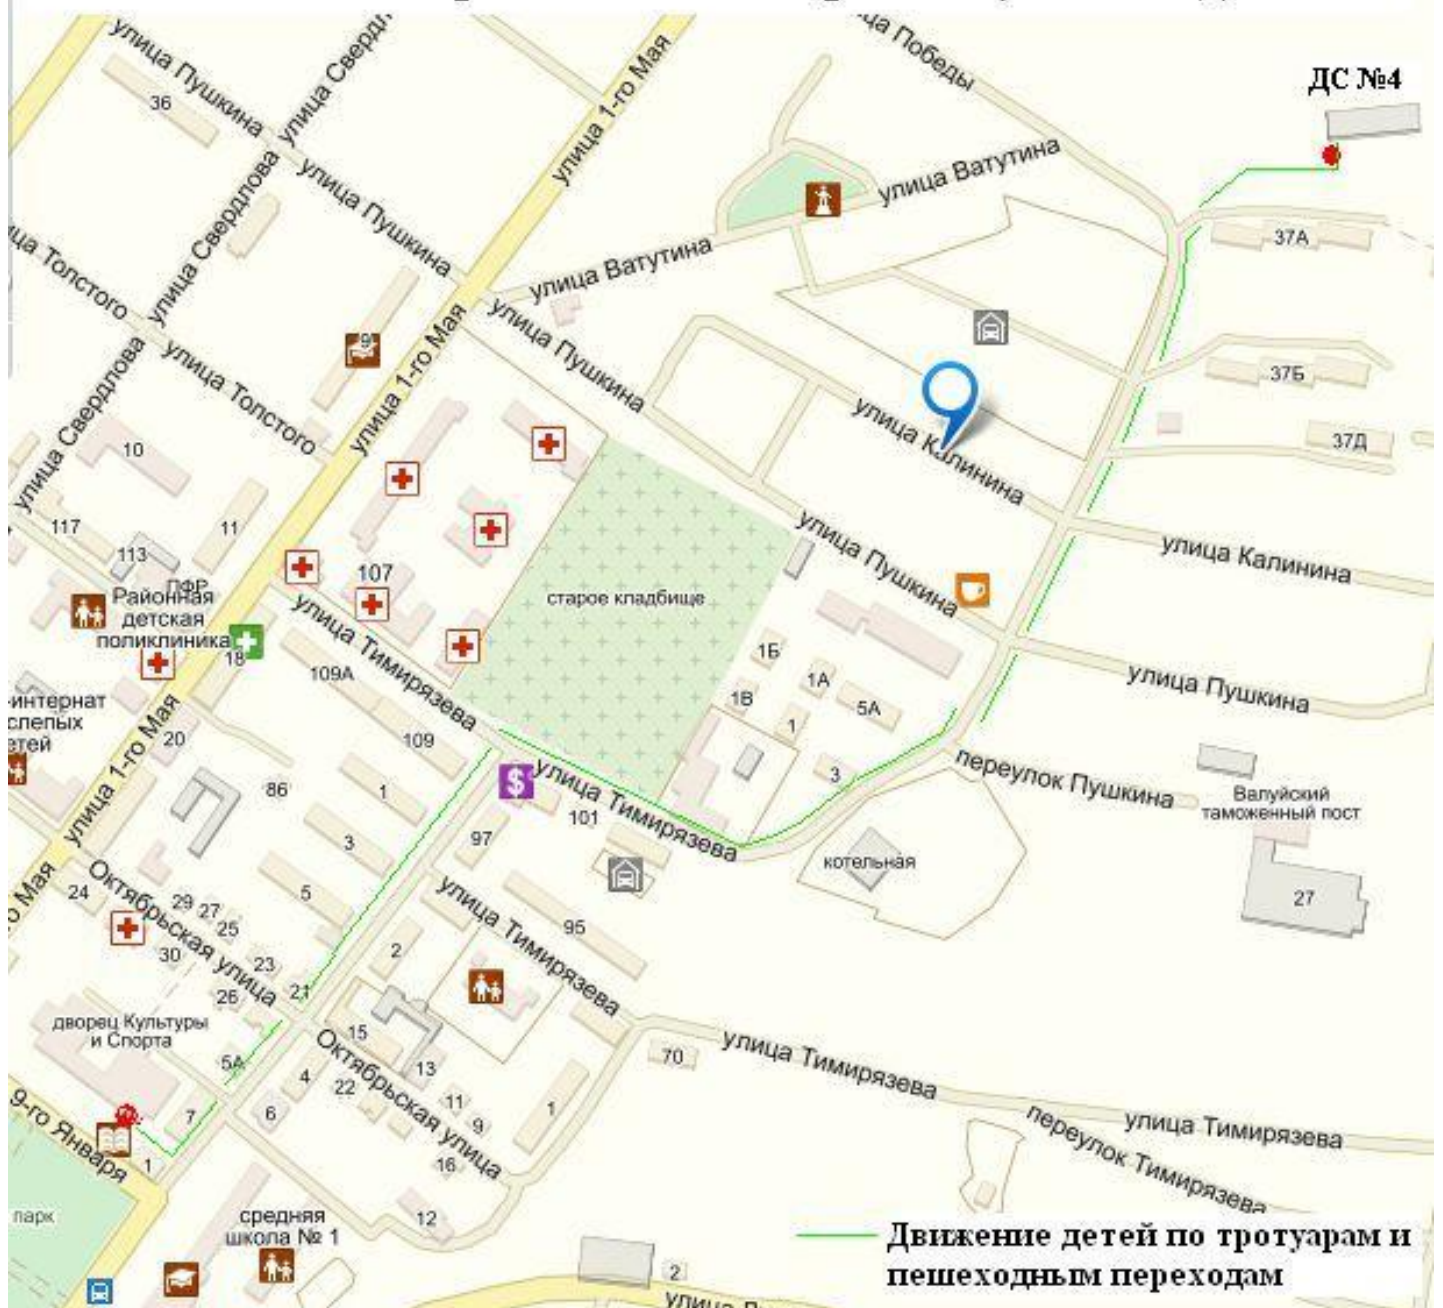 улица Победы
ДС №4
улица Пушкина
улица Свердл
улица 1-го Мая
36
улица Свердлова
улица Пушкина
улица Ватутина
37А
ца Толстого
улица Свердлова
улица Ватутина
9
улица 1-го Мая
улица Пушкина
37Б
улица Толстого
улица Калинина
37Д
10
улица Свердлова
117
11
113
улица Пушкина
улица Калинина
ПФР
107
старое кладбище
Районная
детская
поликлиника
18
улица Тимирязева
1Б
1А
1В
5А
1
улица Пушкина
109А
-интернат
слепых
етей
20
109
3
переулок Пушкина
улица 1-го Мая
86
1
улица Тимирязева
101
Валуйский
таможенный пост
97
3
котельная
24
Октябрьская улица
29
27
25
5
улица Тимирязева
95
27
о Мая
30
23
2
26
21
дворец Культуры
и Спорта
15
Октябрьская улица
13
5А
4
22
70
улица Тимирязева
11
9
1
9-го Января
7
6
переулок Тимирязева
улица Тимирязева
1
16
парк
средняя
школа № 1
12
Движение детей по тротуарам и
пешеходным переходам
2